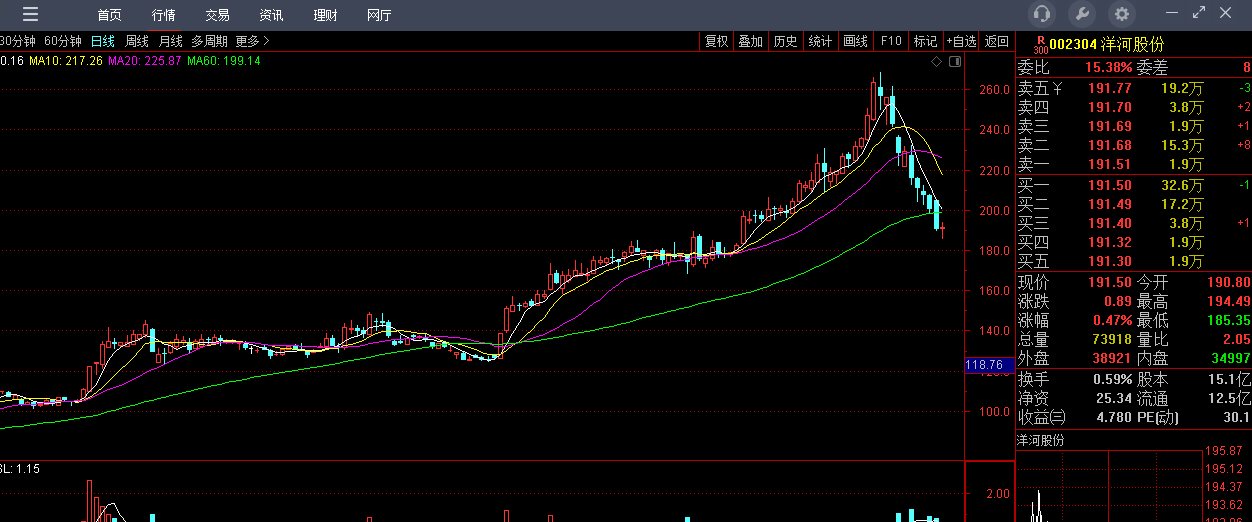 首页 行情 交易 资讯 理财 网厅
30分钟 60分钟 日线 周线 月线 多周期 更多
复权 叠加 历史 统计 画线 F10 标记 +自选 返回
R 300 002304 洋河股份
0.16 MA10: 217.26 MA20: 225.87 MA60: 199.14
委比 15.38% 委差 8
卖五 ¥ 191.77 19.2万 -3
卖四 191.70 3.8万 +2
卖三 191.69 1.9万 +1
卖二 191.68 15.3万 +8
卖一 191.51 1.9万
买一 191.50 32.6万 -1
买二 191.49 17.2万
买三 191.40 3.8万 +1
买四 191.32 1.9万
买五 191.30 1.9万
现价 191.50 今开 190.80
涨跌 0.89 最高 194.49
涨幅 0.47% 最低 185.35
总量 73918 量比 2.05
外盘 38921 内盘 34997
换手 0.59% 股本 15.1亿
净资 25.34 流通 12.5亿
收益㈢ 4.780 PE(动) 30.1
260.0
240.0
220.0
200.0
180.0
160.0
140.0
118.76
100.0
洋河股份
195.87
195.12
194.37
193.62
SL: 1.15
2.00